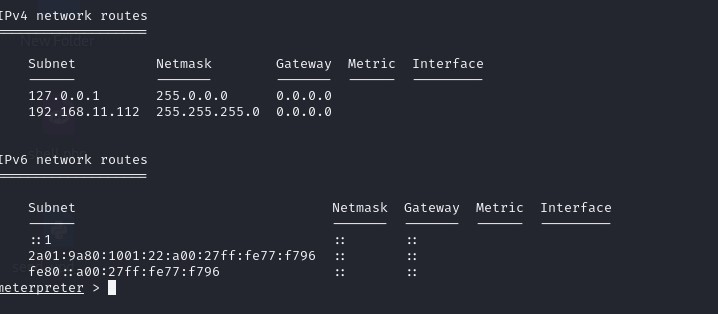 IPv4 network routes
New Folder
Subnet Netmask Gateway Metric Interface
127.0.0.1 255.0.0.0 0.0.0.0
192.168.11.112 255.255.255.0 0.0.0.0
IPv6 network routes
Subnet Netmask Gateway Metric Interface
::1 :: ::
2a01:9a80:1001:22:a00:27ff:fe77:f796 :: ::
fe80::a00:27ff:fe77:f796 :: ::
meterpreter >